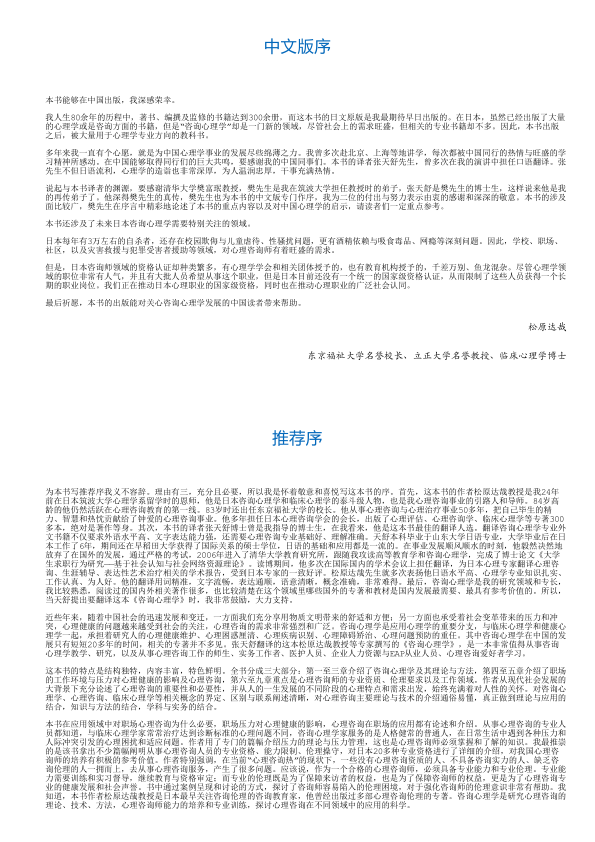 中文版序
本书能够在中国出版，我深感荣幸。
我人生80余年的历程中，著书、编撰及监修的书籍达到300余册，而这本书的日文原版是我最期待早日出版的。在日本，虽然已经出版了大量
的心理学或是咨询方面的书籍，但是“咨询心理学”却是一门新的领域，尽管社会上的需求旺盛，但相关的专业书籍却不多。因此，本书出版
之后，被大量用于心理学专业方向的教科书。
多年来我一直有个心愿，就是为中国心理学事业的发展尽些绵薄之力。我曾多次赴北京、上海等地讲学，每次都被中国同行的热情与旺盛的学
习精神所感动。在中国能够取得同行们的巨大共鸣，要感谢我的中国同事们。本书的译者张天舒先生，曾多次在我的演讲中担任口语翻译。张
先生不但日语流利，心理学的造诣也非常深厚，为人温润忠厚，干事充满热情。
说起与本书译者的渊源，要感谢清华大学樊富珉教授，樊先生是我在筑波大学担任教授时的弟子，张天舒是樊先生的博士生，这样说来他是我
的再传弟子了。他深得樊先生的真传，樊先生也为本书的中文版专门作序，我为二位的付出与努力表示由衷的感谢和深深的敬意。本书的涉及
面比较广，樊先生在序言中精彩地论述了本书的重点内容以及对中国心理学的启示，请读者们一定重点参考。
本书还涉及了未来日本咨询心理学需要特别关注的领域。
日本每年有3万左右的自杀者，还存在校园欺侮与儿童虐待、性骚扰问题，更有酒精依赖与吸食毒品、网瘾等深刻问题。因此，学校、职场、
社区，以及灾害救援与犯罪受害者援助等领域，对心理咨询师有着旺盛的需求。
但是，日本咨询师领域的资格认证却种类繁多，有心理学学会和相关团体授予的，也有教育机构授予的，千差万别、鱼龙混杂。尽管心理学领
域的职位非常有人气，并且有大批人员希望从事这个职业，但是日本目前还没有一个统一的国家级资格认证，从而限制了这些人员获得一个长
期的职业岗位。我们正在推动日本心理职业的国家级资格，同时也在推动心理职业的广泛社会认同。
最后祈愿，本书的出版能对关心咨询心理学发展的中国读者带来帮助。
松原达哉
东京福祉大学名誉校长、立正大学名誉教授、临床心理学博士
推荐序
为本书写推荐序我义不容辞。理由有三，充分且必要，所以我是怀着敬意和喜悦写这本书的序。首先，这本书的作者松原达哉教授是我24年
前在日本筑波大学心理学系留学时的恩师，他是日本咨询心理学和临床心理学的泰斗级人物，也是我心理咨询事业的引路人和导师。84岁高
龄的他仍然活跃在心理咨询教育的第一线。83岁时还出任东京福祉大学的校长。他从事心理咨询与心理治疗事业50多年，把自己毕生的精
力、智慧和热忱贡献给了钟爱的心理咨询事业。他多年担任日本心理咨询学会的会长，出版了心理评估、心理咨询学、临床心理学等专著300
多本，绝对是著作等身。其次，本书的译者张天舒博士曾是我指导的博士生，在我看来，他是这本书最佳的翻译人选。翻译咨询心理学专业外
文书籍不仅要求外语水平高、文字表达能力强，还需要心理咨询专业基础好、理解准确。天舒本科毕业于山东大学日语专业，大学毕业后在日
本工作了6年，期间还在早稻田大学获得了国际关系的硕士学位，日语的基础和应用都是一流的。在事业发展顺风顺水的时刻，他毅然决然地
放弃了在国外的发展，通过严格的考试，2006年进入了清华大学教育研究所，跟随我攻读高等教育学和咨询心理学，完成了博士论文《大学
生求职行为研究——基于社会认知与社会网络资源理论》。读博期间，他多次在国际国内的学术会议上担任翻译，为日本心理专家翻译心理咨
询、生涯辅导、表达性艺术治疗相关的学术报告，受到日本专家的一致好评。松原达哉先生就多次表扬他日语水平高、心理学专业知识扎实、
工作认真、为人好。他的翻译用词精准，文字流畅，表达通顺，语意清晰，概念准确，非常难得。最后，咨询心理学是我的研究领域和专长，
我比较熟悉。阅读过的国内外相关著作很多，也比较清楚在这个领域里哪些国外的专著和教材是国内发展最需要、最具有参考价值的。所以，
当天舒提出要翻译这本《咨询心理学》时，我非常鼓励，大力支持。
近些年来，随着中国社会的迅速发展和变迁，一方面我们充分享用物质文明带来的舒适和方便；另一方面也承受着社会变革带来的压力和冲
突。心理健康的问题越来越受到社会的关注，心理咨询的需求非常强烈和广泛。咨询心理学是应用心理学的重要分支，与临床心理学和健康心
理学一起，承担着研究人的心理健康维护、心理困惑厘清、心理疾病识别、心理障碍矫治、心理问题预防的重任。其中咨询心理学在中国的发
展只有短短20多年的时间，相关的专著并不多见。张天舒翻译的这本松原达哉教授等专家撰写的《咨询心理学》，是一本非常值得从事咨询
心理学教学、研究，以及从事心理咨询工作的师生、实务工作者、医护人员、企业人力资源与EAP从业人员、心理咨询爱好者学习。
这本书的特点是结构独特、内容丰富、特色鲜明。全书分成三大部分：第一至三章介绍了咨询心理学及其理论与方法，第四至五章介绍了职场
的工作环境与压力对心理健康的影响及心理咨询，第六至九章重点是心理咨询师的专业资质、伦理要求以及工作领域。作者从现代社会发展的
大背景下充分论述了心理咨询的重要性和必要性，并从人的一生发展的不同阶段的心理特点和需求出发，始终充满着对人性的关怀。对咨询心
理学、心理咨询、临床心理学等相关概念的界定、区别与联系阐述清晰，对心理咨询主要理论与技术的介绍通俗易懂，真正做到理论与应用的
结合，知识与方法的结合，学科与实务的结合。
本书在应用领域中对职场心理咨询为什么必要，职场压力对心理健康的影响，心理咨询在职场的应用都有论述和介绍。从事心理咨询的专业人
员都知道，与临床心理学家常常治疗达到诊断标准的心理问题不同，咨询心理学家服务的是人格健常的普通人，在日常生活中遇到各种压力和
人际冲突引发的心理困扰和适应问题。作者用了专门的篇幅介绍压力的理论与压力管理，这也是心理咨询师必须掌握和了解的知识。我最推崇
的是该书拿出不少篇幅阐明从事心理咨询人员的专业资格、能力限制、伦理操守，对日本20多种专业资格进行了详细的介绍，对我国心理咨
询师的培养有积极的参考价值。作者特别强调，在当前“心理咨询热”的现状下，一些没有心理咨询资质的人、不具备咨询实力的人、缺乏咨
询伦理的人一拥而上，去从事心理咨询服务，产生了很多问题。应该说，作为一个合格的心理咨询师，必须具备专业能力和专业伦理。专业能
力需要训练和实习督导，继续教育与资格审定；而专业的伦理既是为了保障来访者的权益，也是为了保障咨询师的权益，更是为了心理咨询专
业的健康发展和社会声誉。书中通过案例呈现和讨论的方式，探讨了咨询师容易陷入的伦理困境，对于强化咨询师的伦理意识非常有帮助。我
知道，本书作者松原达哉教授是日本最早关注咨询伦理的咨询教育家，他曾经出版过多部心理咨询伦理的专著。咨询心理学是研究心理咨询的
理论、技术、方法，心理咨询师能力的培养和专业训练，探讨心理咨询在不同领域中的应用的科学。